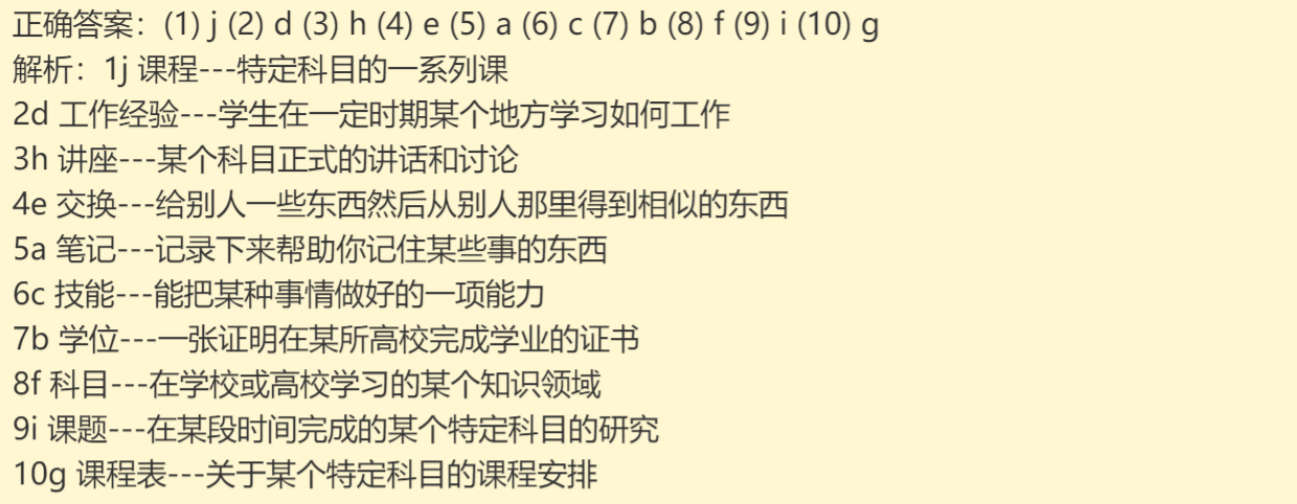 正确答案：(1) j (2) d (3) h (4) e (5) a (6) c (7) b (8) f (9) i (10) g
解析：1j 课程---特定科目的一系列课
2d 工作经验---学生在一定时期某个地方学习如何工作
3h 讲座---某个科目正式的讲话和讨论
4e 交换---给别人一些东西然后从别人那里得到相似的东西
5a 笔记---记录下来帮助你记住某些事的东西
6c 技能---能把某种事情做好的一项能力
7b 学位---一张证明在某所高校完成学业的证书
8f 科目---在学校或高校学习的某个知识领域
9i 课题---在某段时间完成的某个特定科目的研究
10g 课程表---关于某个特定科目的课程安排